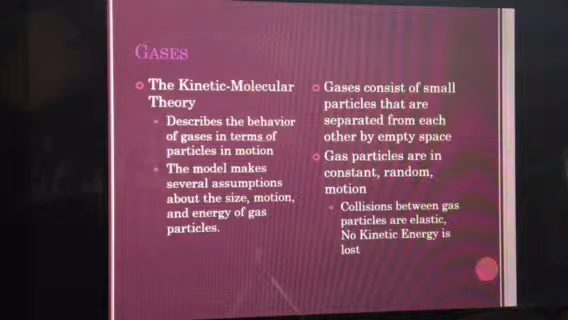 GASES
The Kinetic-Molecular
Theory
Describes the behavior
of gases in terms of
particles in motion
The model makes
several assumptions
about the size, motion,
and energy of gas
particles.
Gases consist of small
particles that are
separated from each
other by empty space
Gas particles are in
constant, random,
motion
Collisions between gas
particles are elastic,
No Kinetic Energy is
lost